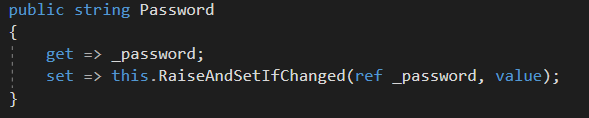 public string Password
{
get => _password;
set => this.RaiseAndSetIfChanged(ref _password, value);
}